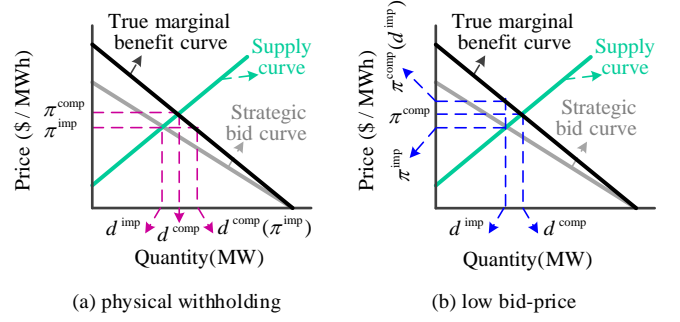 True marginal
benefit curve
Supply
curve
Strategic
bid curve
Price ($ / MWh)
π^comp
π^imp
d^imp
d^comp
d^comp(π^imp)
Quantity(MW)
(a) physical withholding
True marginal
benefit curve
Supply
curve
Strategic
bid curve
Price ($ / MWh)
π^comp(d^imp)
π^comp
π^imp
d^imp
d^comp
Quantity(MW)
(b) low bid-price